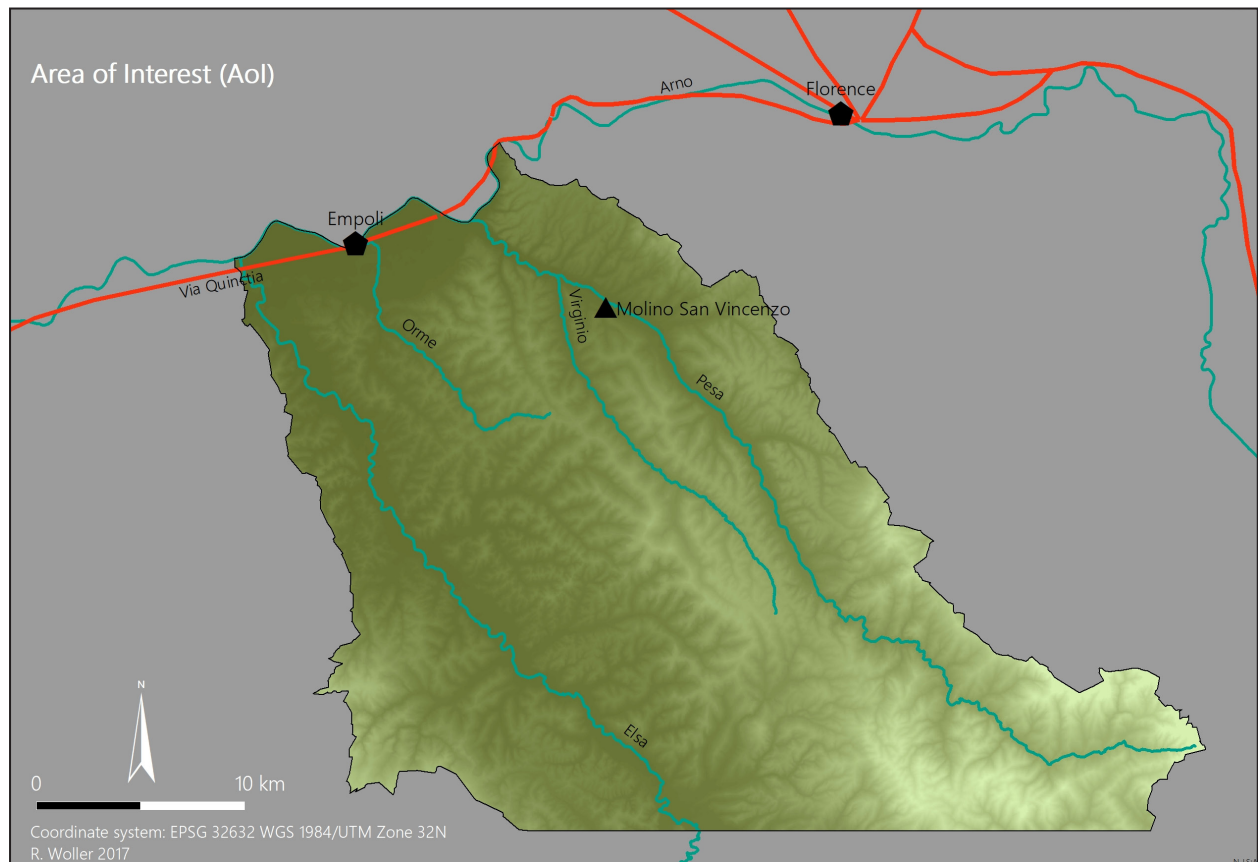 Area of Interest (AoI)
Arno
Florence
Empoli
Via Quinctia
Virginio
Molino San Vincenzo
Orme
Pesa
Elsa
N
0 10 km
Coordinate system: EPSG 32632 WGS 1984/UTM Zone 32N
R. Woller 2017